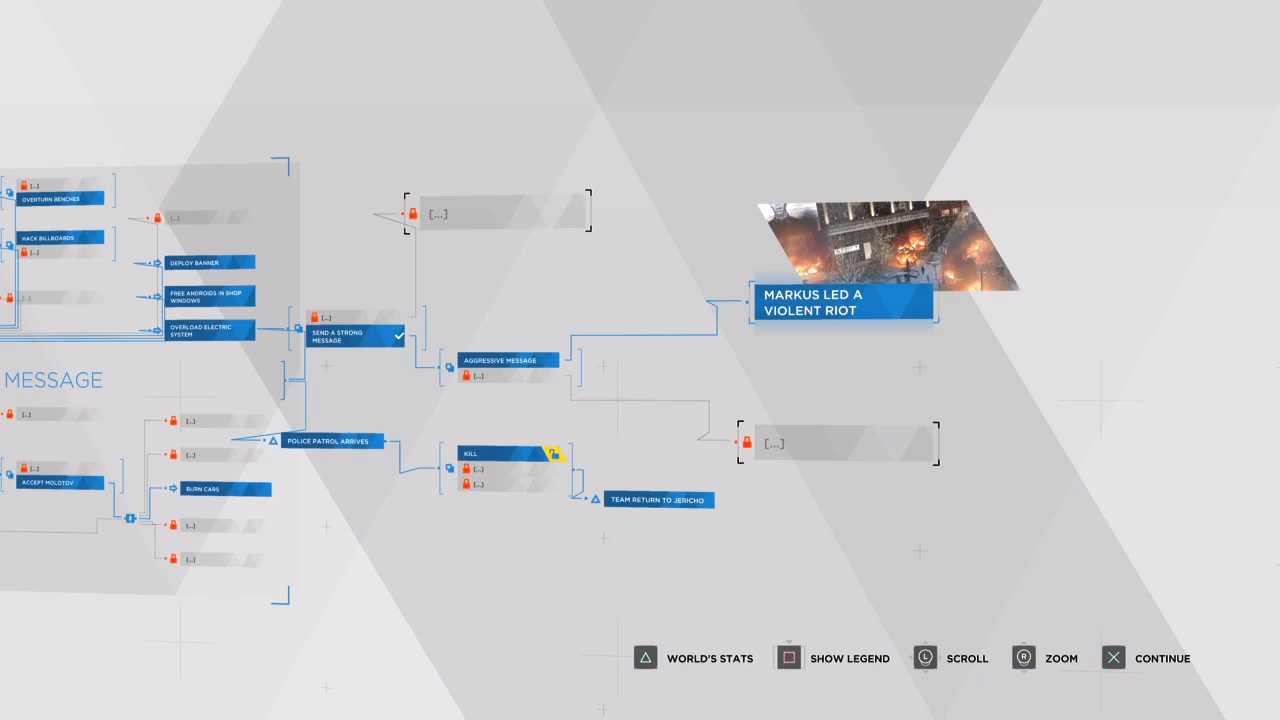 [...]
OVERTURN BENCHES
HACK BILLBOARDS
[...]
[...]
[...]
DEPLOY BANNER
FREE ANDROIDS IN SHOP
WINDOWS
OVERLOAD ELECTRIC
SYSTEM
[...]
SEND A STRONG
MESSAGE
[...]
AGGRESSIVE MESSAGE
[...]
MARKUS LED A
VIOLENT RIOT
[...]
MESSAGE
[...]
[...]
ACCEPT MOLOTOV
[...]
[...]
BURN CARS
[...]
[...]
POLICE PATROL ARRIVES
KILL
[...]
[...]
TEAM RETURN TO JERICHO
WORLD'S STATS
SHOW LEGEND
L
SCROLL
R
ZOOM
CONTINUE